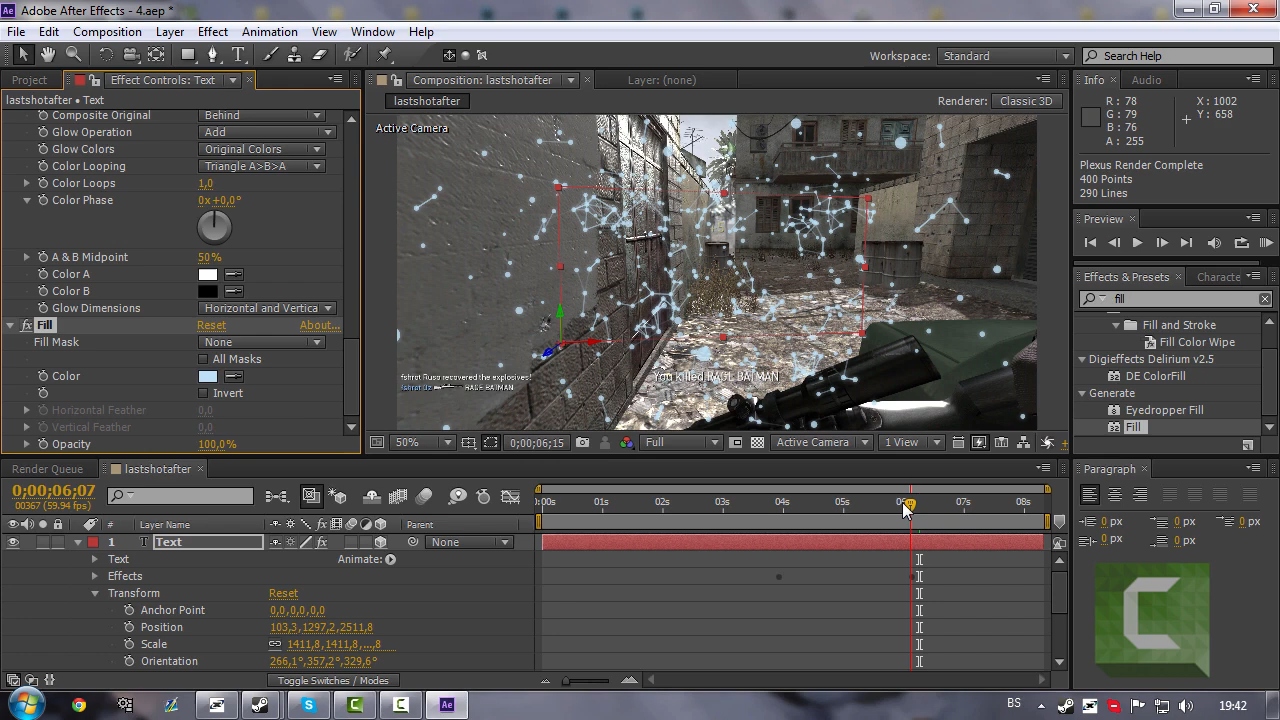 Adobe After Effects - 4.aep *
File Edit Composition Layer Effect Animation View Window Help
Workspace: Standard Search Help
Project Effect Controls: Text Composition: lastshotafter Layer: (none) Info Audio
lastshotafter • Text
lastshotafter Renderer: Classic 3D
Active Camera
R: 78 X: 1002
G: 79 Y: 658
B: 76
A: 255
Plexus Render Complete
400 Points
290 Lines
Composite Original Behind
Glow Operation Add
Glow Colors Original Colors
Color Looping Triangle A>B>A
Color Loops 1,0
Color Phase 0x+0,0°
A & B Midpoint 50%
Color A
Color B
Glow Dimensions Horizontal and Vertica
fx Fill Reset About...
Fill Mask None
All Masks
Color
Invert
Horizontal Feather 0,0
Vertical Feather 0,0
Opacity 100,0%
recovered the explosives!
RAGE BATMAN
You killed RAGE BATMAN
50% 0;00;06;15 Full Active Camera 1 View
Preview
Effects & Presets Characte
fill
Fill and Stroke
Fill Color Wipe
Digieffects Delirium v2.5
DE ColorFill
Generate
Eyedropper Fill
Fill
Render Queue lastshotafter
0;00;06;07
00367 (59.94 fps)
0:00s 01s 02s 03s 04s 05s 06s 07s 08s
# Layer Name Parent
1 T Text None
Text Animate:
Effects
Transform Reset
Anchor Point 0,0,0,0,0,0
Position 103,3,1297,2,2511,8
Scale 1411,8,1411,8,...,8
Orientation 266,1°,357,2°,329,6°
Toggle Switches / Modes
Paragraph
0 px 0 px 0 px
0 px 0 px
BS 19:42